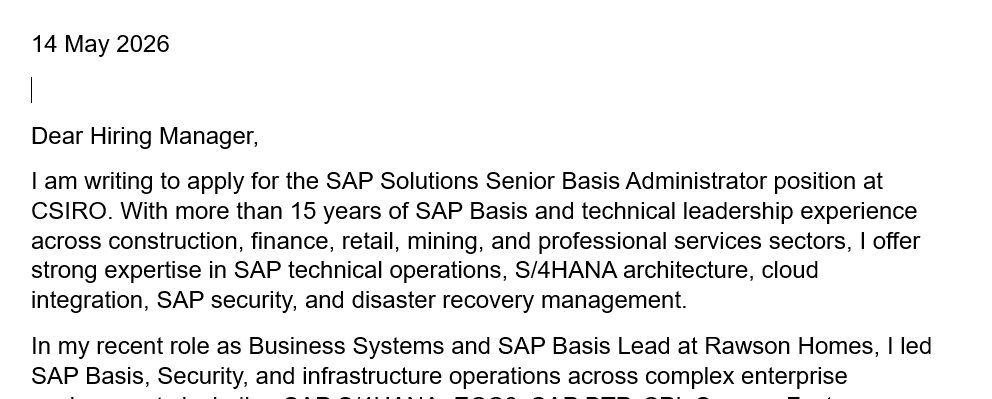 14 May 2026
Dear Hiring Manager,
I am writing to apply for the SAP Solutions Senior Basis Administrator position at
CSIRO. With more than 15 years of SAP Basis and technical leadership experience
across construction, finance, retail, mining, and professional services sectors, I offer
strong expertise in SAP technical operations, S/4HANA architecture, cloud
integration, SAP security, and disaster recovery management.
In my recent role as Business Systems and SAP Basis Lead at Rawson Homes, I led
SAP Basis, Security, and infrastructure operations across complex enterprise